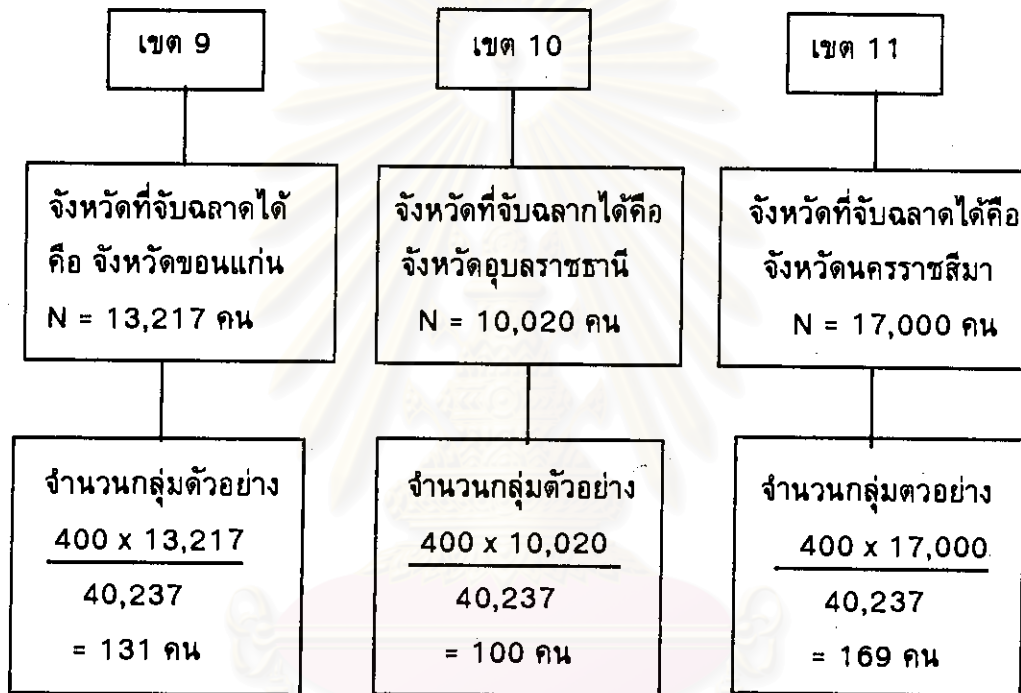 เขต 9
จังหวัดที่จับฉลาดได้
คือ จังหวัดขอนแก่น
N = 13,217 คน
จำนวนกลุ่มตัวอย่าง
400 x 13,217
40,237
= 131 คน
เขต 10
จังหวัดที่จับฉลากได้คือ
จังหวัดอุบลราชธานี
N = 10,020 คน
จำนวนกลุ่มตัวอย่าง
400 x 10,020
40,237
= 100 คน
เขต 11
จังหวัดที่จับฉลาดได้คือ
จังหวัดนครราชสีมา
N = 17,000 คน
จำนวนกลุ่มตวอย่าง
400 x 17,000
40,237
= 169 คน